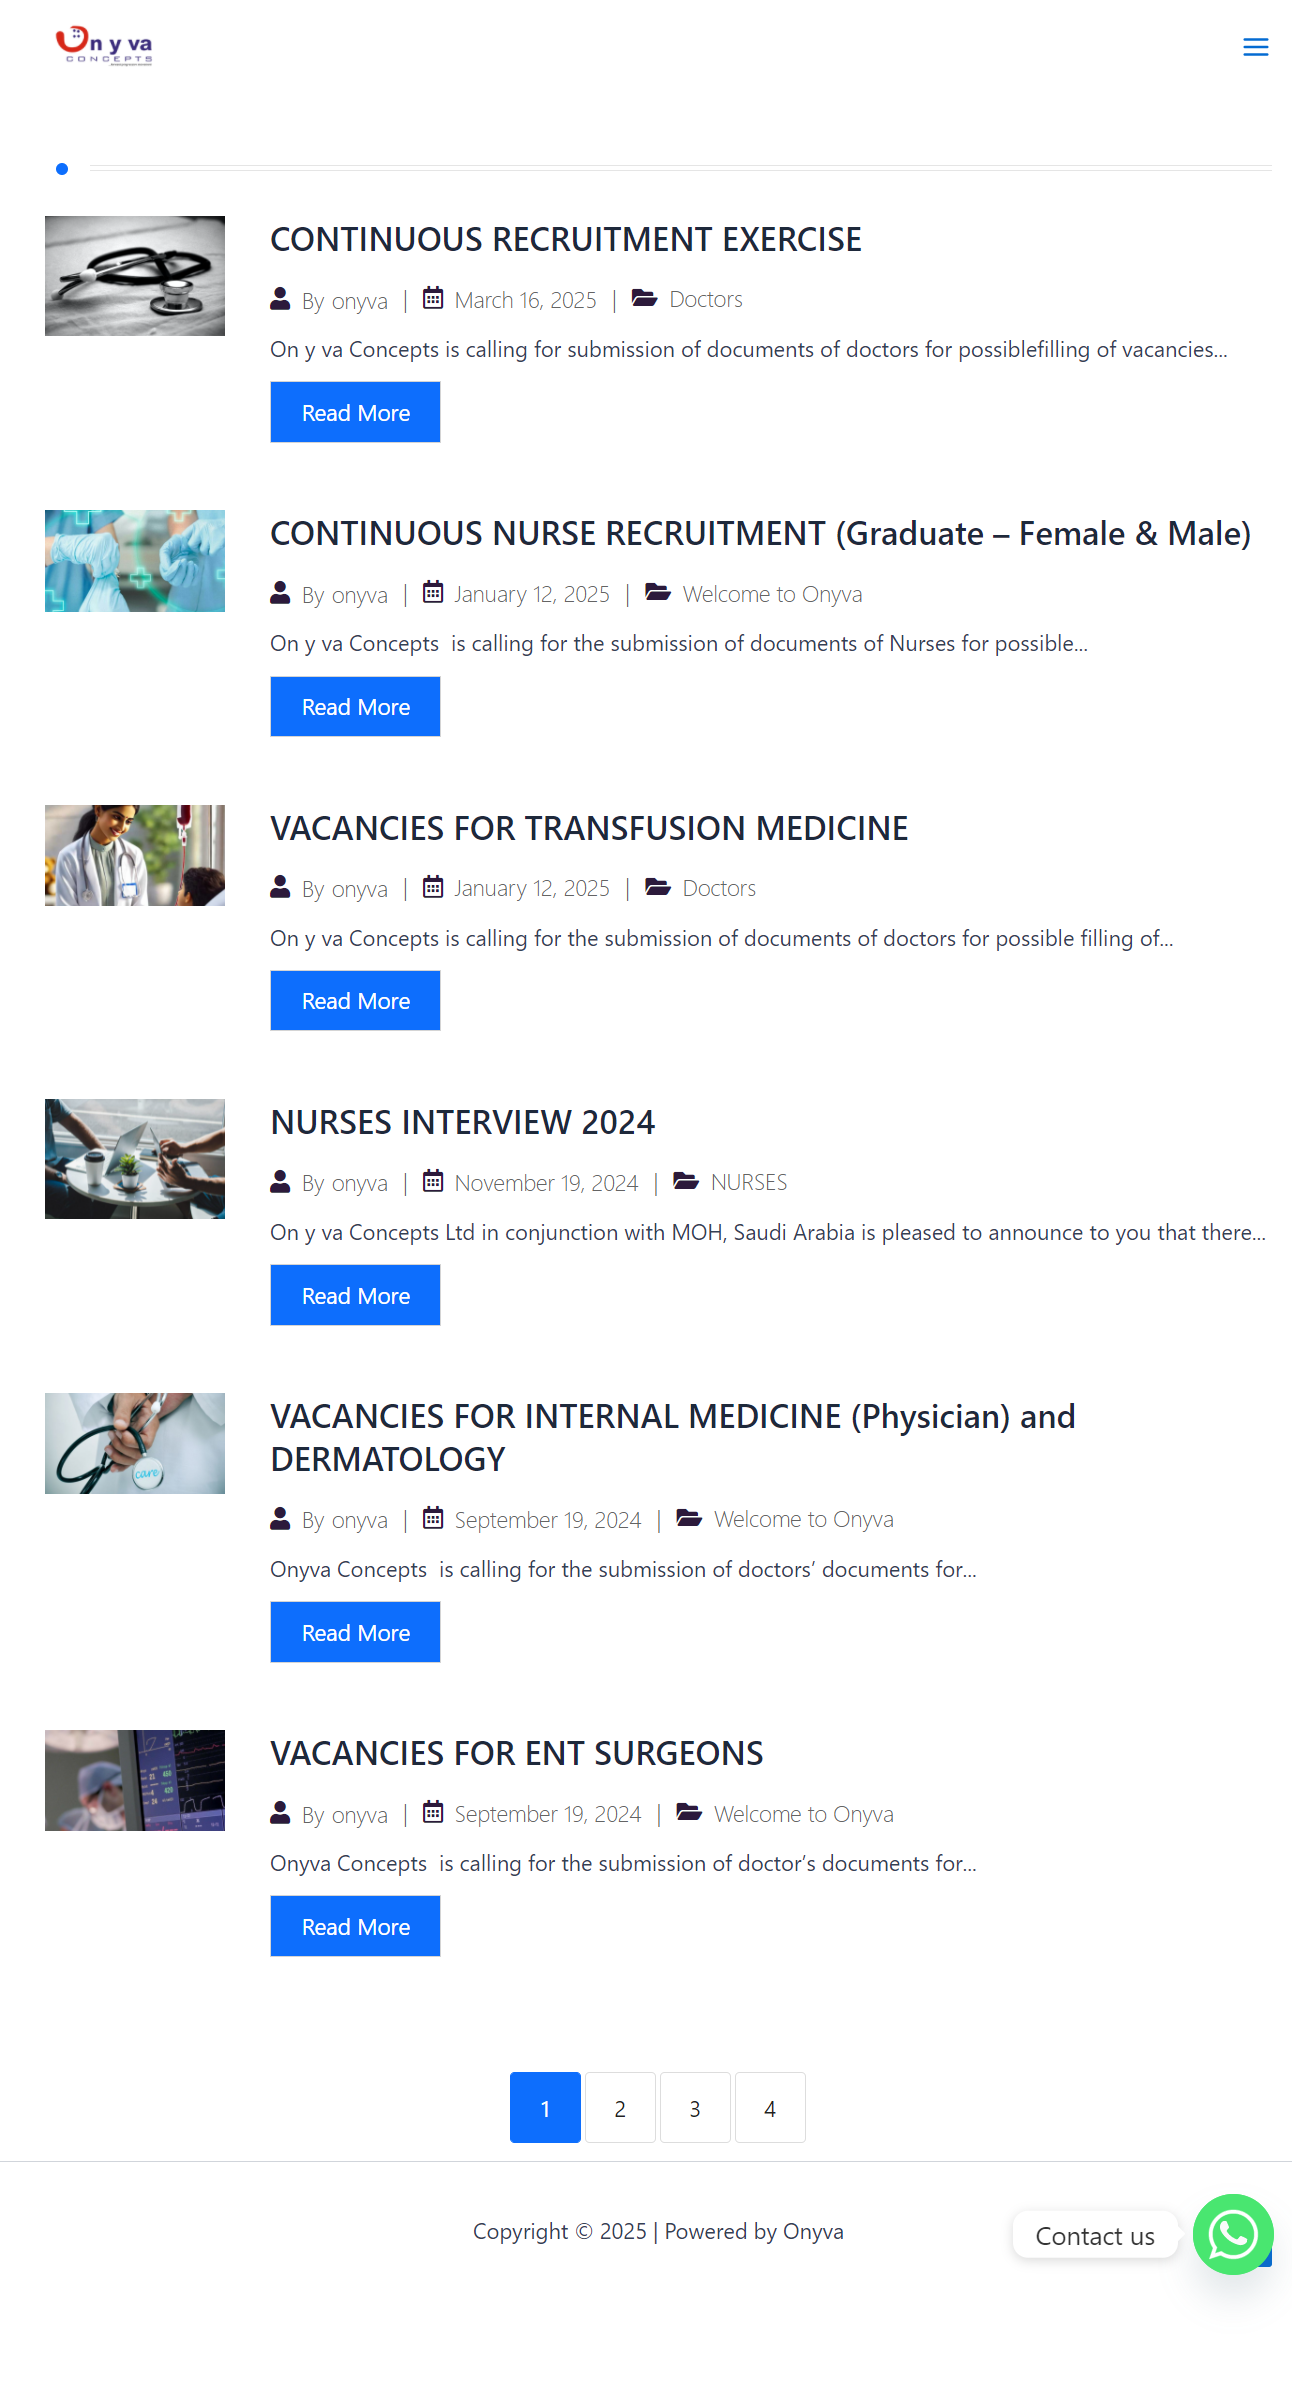 On y va
CONCEPTS
CONTINUOUS RECRUITMENT EXERCISE
By onyva | March 16, 2025 | Doctors
On y va Concepts is calling for submission of documents of doctors for possiblefilling of vacancies...
Read More
CONTINUOUS NURSE RECRUITMENT (Graduate – Female & Male)
By onyva | January 12, 2025 | Welcome to Onyva
On y va Concepts  is calling for the submission of documents of Nurses for possible...
Read More
VACANCIES FOR TRANSFUSION MEDICINE
By onyva | January 12, 2025 | Doctors
On y va Concepts is calling for the submission of documents of doctors for possible filling of...
Read More
NURSES INTERVIEW 2024
By onyva | November 19, 2024 | NURSES
On y va Concepts Ltd in conjunction with MOH, Saudi Arabia is pleased to announce to you that there...
Read More
care
VACANCIES FOR INTERNAL MEDICINE (Physician) and
DERMATOLOGY
By onyva | September 19, 2024 | Welcome to Onyva
Onyva Concepts  is calling for the submission of doctors’ documents for...
Read More
VACANCIES FOR ENT SURGEONS
By onyva | September 19, 2024 | Welcome to Onyva
Onyva Concepts  is calling for the submission of doctor’s documents for...
Read More
1 2 3 4
Copyright © 2025 | Powered by Onyva
Contact us